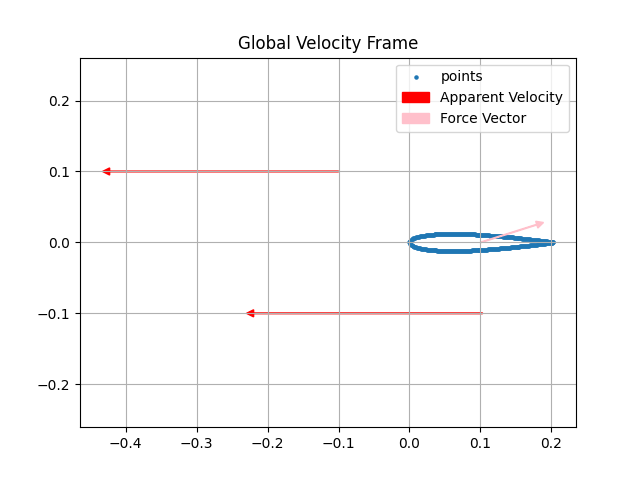 Global Velocity Frame
points
Apparent Velocity
Force Vector
0.2
0.1
0.0
−0.1
−0.2
−0.4 −0.3 −0.2 −0.1 0.0 0.1 0.2